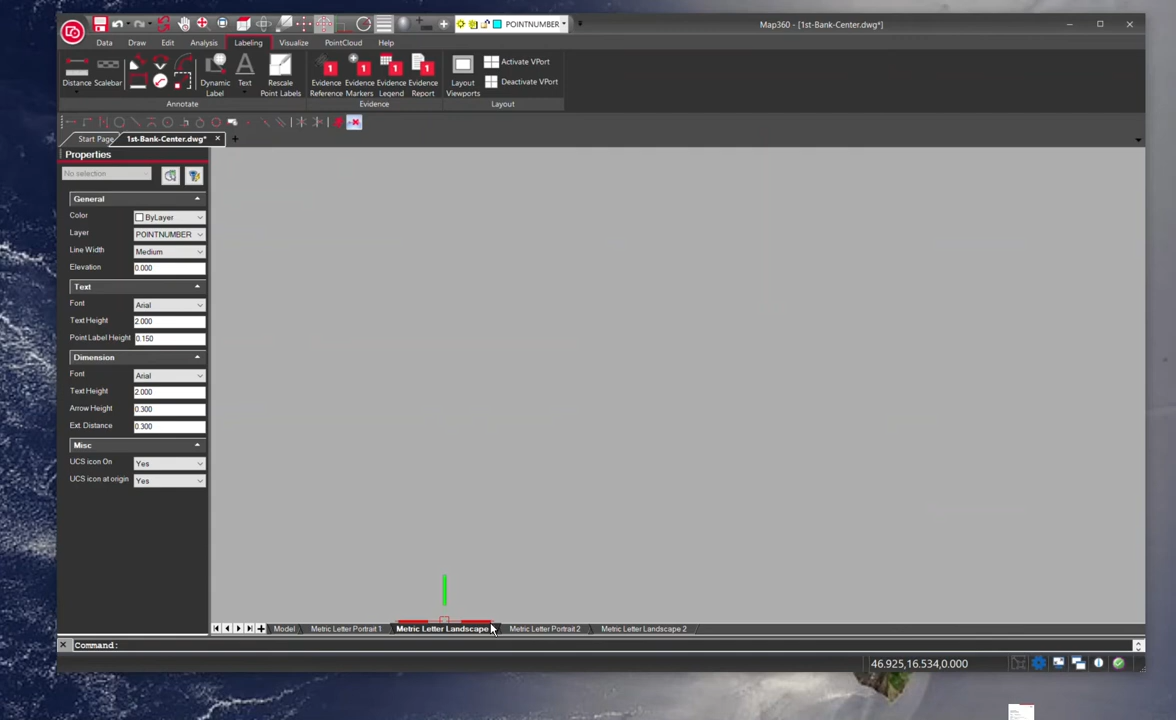 POINTNUMBER
Map360 - [1st-Bank-Center.dwg*]
Data Draw Edit Analysis Labeling Visualize PointCloud Help
Distance Scalebar Dynamic Label Text Rescale Point Labels
Annotate
1 1 1 1
Evidence Reference Evidence Markers Evidence Legend Evidence Report
Evidence
Layout Viewports Activate VPort
Deactivate VPort
Layout
Start Page 1st-Bank-Center.dwg*
Properties
No selection
General
Color ByLayer
Layer POINTNUMBER
Line Width Medium
Elevation 0.000
Text
Font Arial
Text Height 2.000
Point Label Height 0.150
Dimension
Font Arial
Text Height 2.000
Arrow Height 0.300
Ext. Distance 0.300
Misc
UCS icon On Yes
UCS icon at origin Yes
Model Metric Letter Portrait 1 Metric Letter Landscape Metric Letter Portrait 2 Metric Letter Landscape 2
Command:
46.925,16.534,0.000